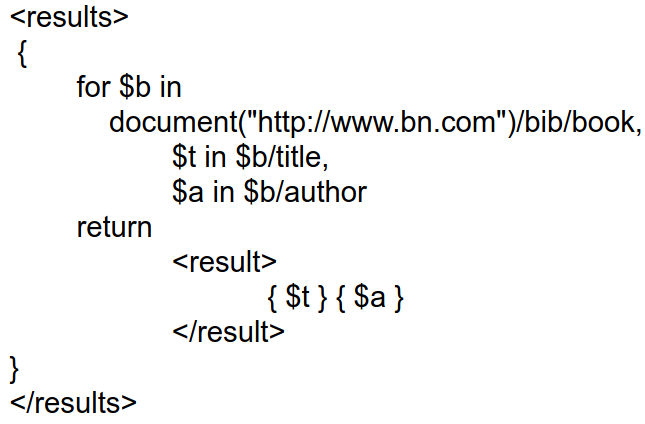 <results>
{
for $b in
document("http://www.bn.com")/bib/book,
$t in $b/title,
$a in $b/author
return
<result>
{ $t } { $a }
</result>
}
</results>